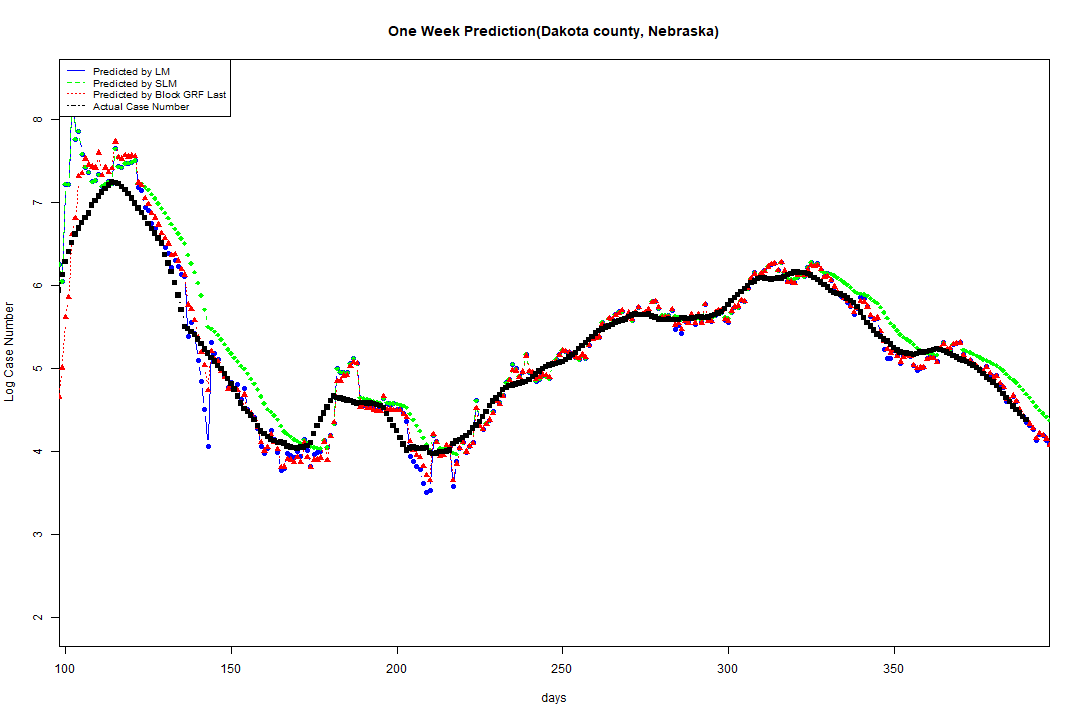 One Week Prediction(Dakota county, Nebraska)
Predicted by LM
Predicted by SLM
Predicted by Block GRF Last
Actual Case Number
Log Case Number
8
7
6
5
4
3
2
100 150 200 250 300 350
days